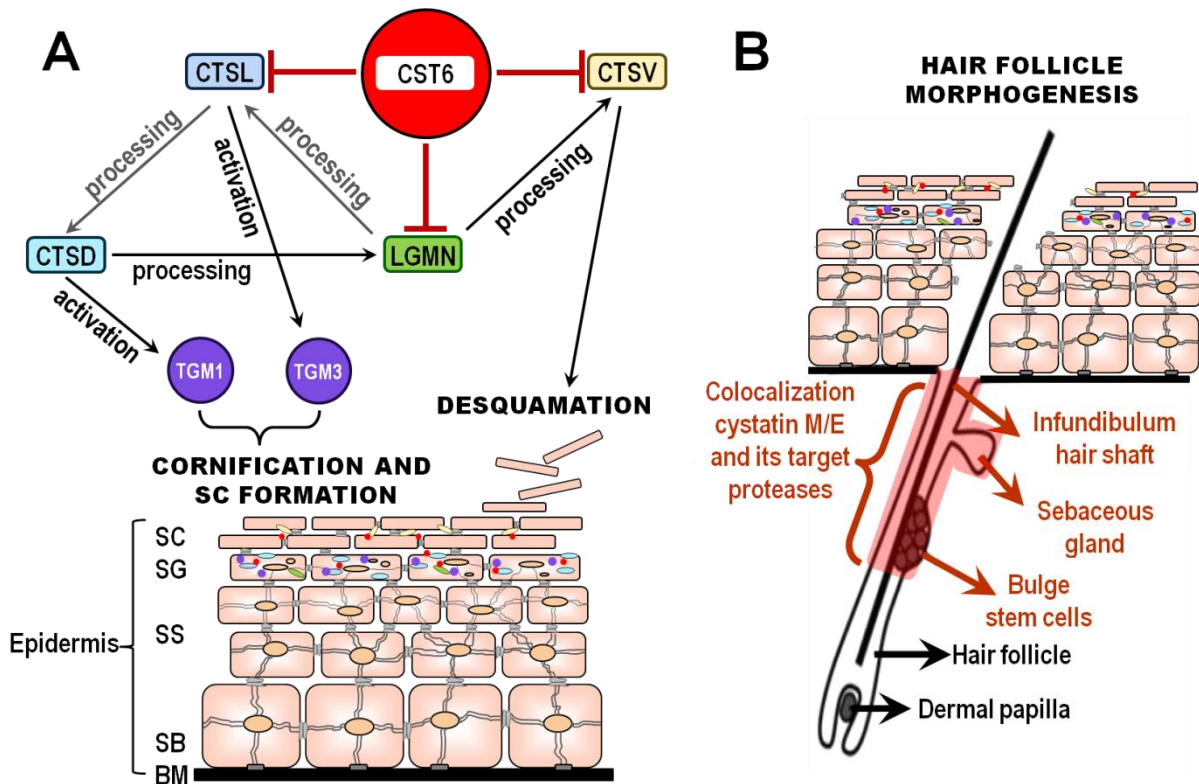 A
CTSL
CST6
CTSV
processing
activation
processing
processing
CTSD
processing
LGMN
activation
TGM1
TGM3
DESQUAMATION
CORNIFICATION AND
SC FORMATION
Epidermis
SC
SG
SS
SB
BM
B
HAIR FOLLICLE
MORPHOGENESIS
Colocalization
cystatin M/E
and its target
proteases
Infundibulum
hair shaft
Sebaceous
gland
Bulge
stem cells
Hair follicle
Dermal papilla